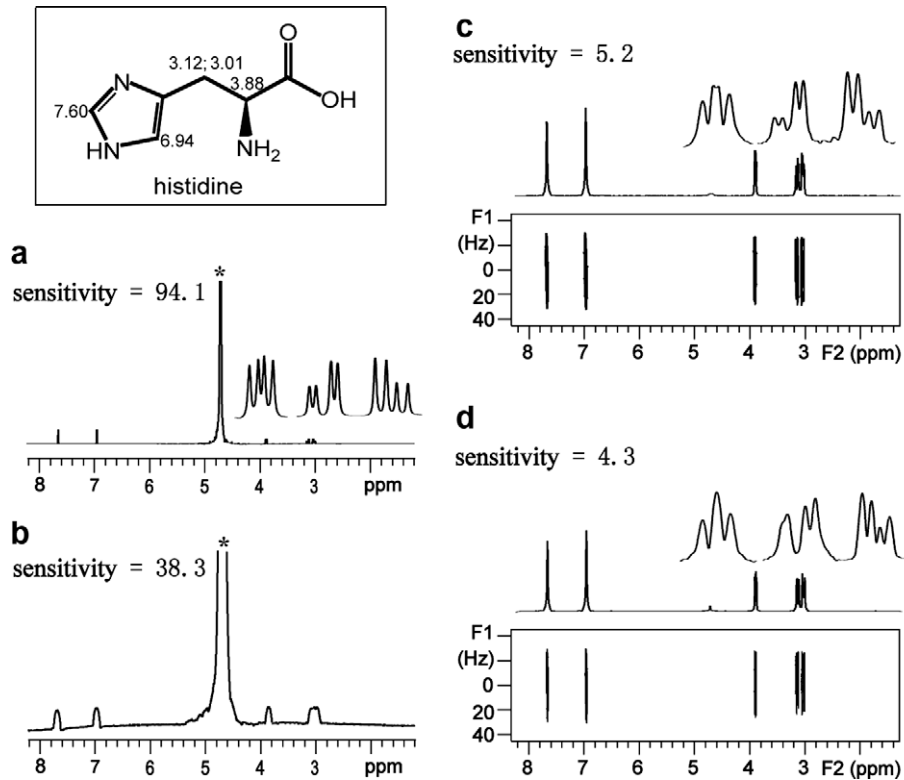 O
3.12; 3.01
N
3.88
OH
7.60
6.94
HN
NH2
histidine
a
sensitivity = 94.1
*
8 7 6 5 4 3 ppm
b
sensitivity = 38.3
*
8 7 6 5 4 3 ppm
c
sensitivity = 5.2
F1
(Hz)
0
20
40
8 7 5 4 3 F2 (ppm)
d
sensitivity = 4.3
F1
(Hz)
0
20
40
8 7 5 4 3 F2 (ppm)